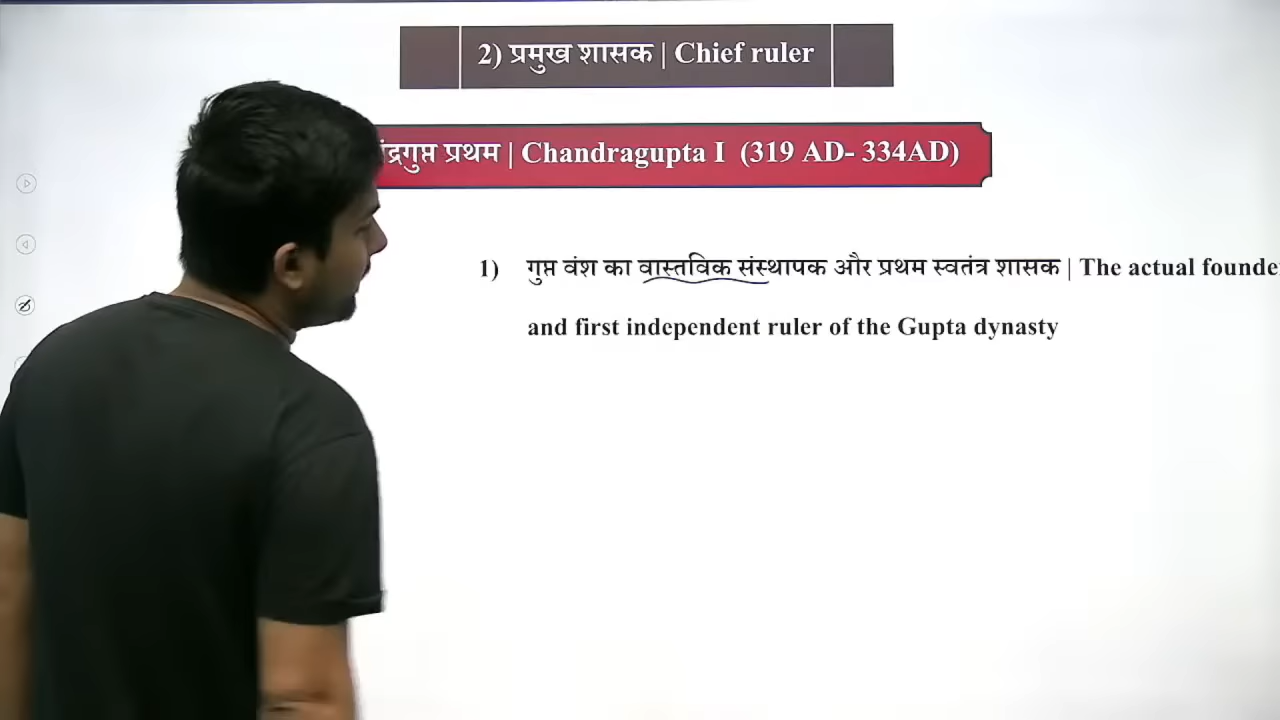 2) प्रमुख शासक | Chief ruler
प्रथम | Chandragupta I (319 AD- 334AD)
1) गुप्त वंश का वास्तविक संस्थापक और प्रथम स्वतंत्र शासक | The actual
and first independent ruler of the Gupta dynasty